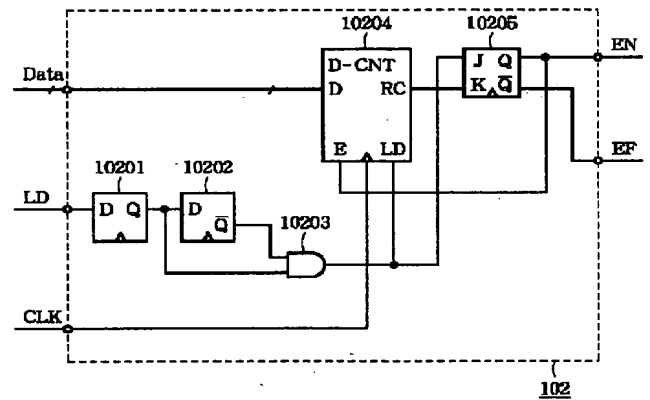 10204 10205
D-CNT J Q EN
Data D RC K Q̅
E LD EF
10201 10202
LD D Q D Q̅
10203
CLK
102